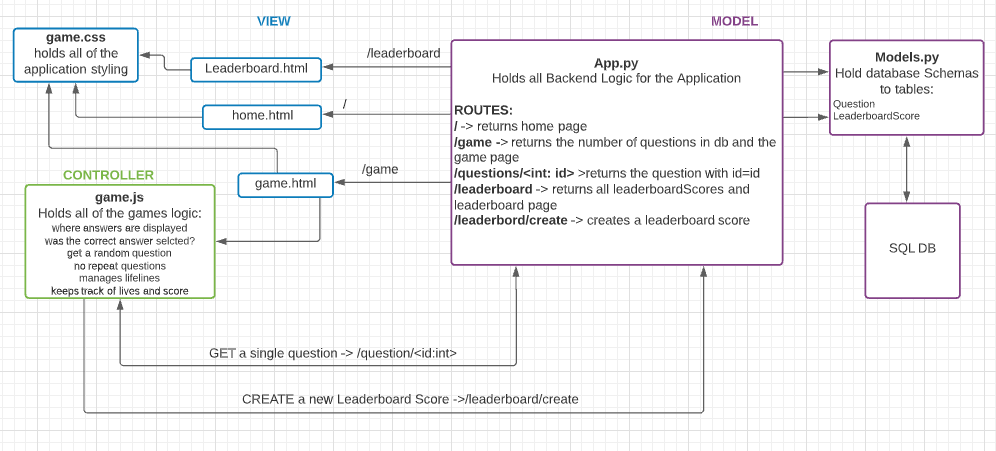 VIEW
MODEL
game.css
holds all of the
application styling
/leaderboard
Leaderboard.html
/
home.html
/game
game.html
App.py
Holds all Backend Logic for the Application
ROUTES:
/ -> returns home page
/game -> returns the number of questions in db and the
game page
/questions/<int: id> >returns the question with id=id
/leaderboard -> returns all leaderboardScores and
leaderboard page
/leaderbord/create -> creates a leaderboard score
Models.py
Hold database Schemas
to tables:
Question
LeaderboardScore
SQL DB
CONTROLLER
game.js
Holds all of the games logic:
where answers are displayed
was the correct answer selcted?
get a random question
no repeat questions
manages lifelines
keeps track of lives and score
GET a single question -> /question/<id:int>
CREATE a new Leaderboard Score ->/leaderboard/create